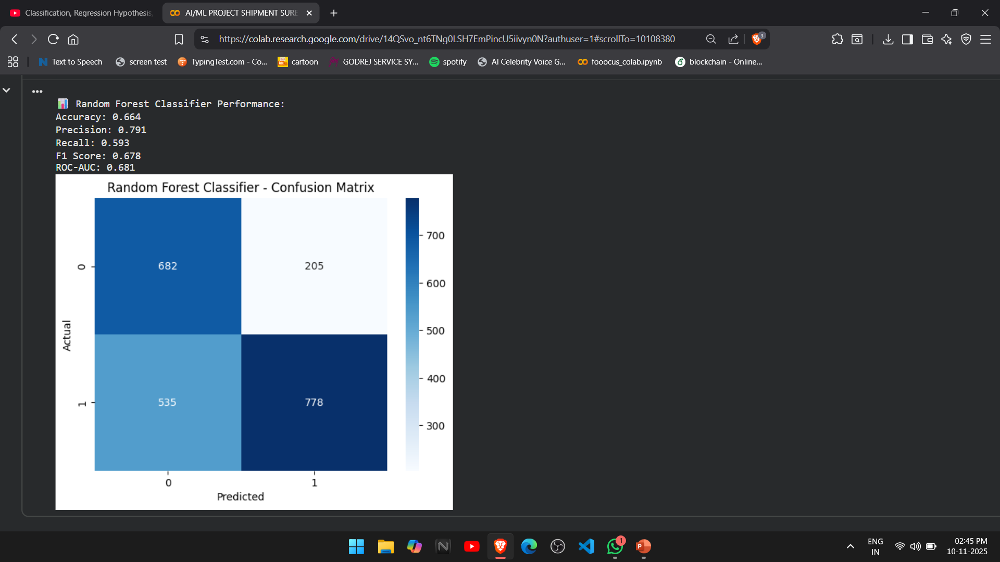 Classification, Regression Hypothesis,
AI/ML PROJECT SHIPMENT SURE
https://colab.research.google.com/drive/14QSvo_nt6TNg0LSH7EmPincU5iivyn0N?authuser=1#scrollTo=10108380
3
Text to Speech
screen test
TypingTest.com - Co...
cartoon
GODREJ SERVICE SY...
spotify
AI Celebrity Voice G...
fooocus_colab.ipynb
blockchain - Online...
Random Forest Classifier Performance:
Accuracy: 0.664
Precision: 0.791
Recall: 0.593
F1 Score: 0.678
ROC-AUC: 0.681
Random Forest Classifier - Confusion Matrix
682
205
535
778
Actual
0
1
0
1
Predicted
700
600
500
400
300
1
ENG
IN
02:45 PM
10-11-2025